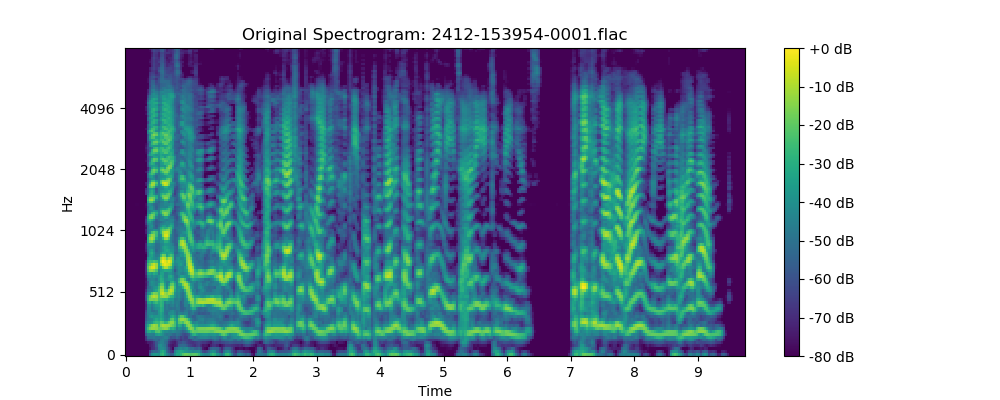 Original Spectrogram: 2412-153954-0001.flac
Hz
4096
2048
1024
512
0
0 1 2 3 4 5 6 7 8 9
Time
+0 dB
-10 dB
-20 dB
-30 dB
-40 dB
-50 dB
-60 dB
-70 dB
-80 dB